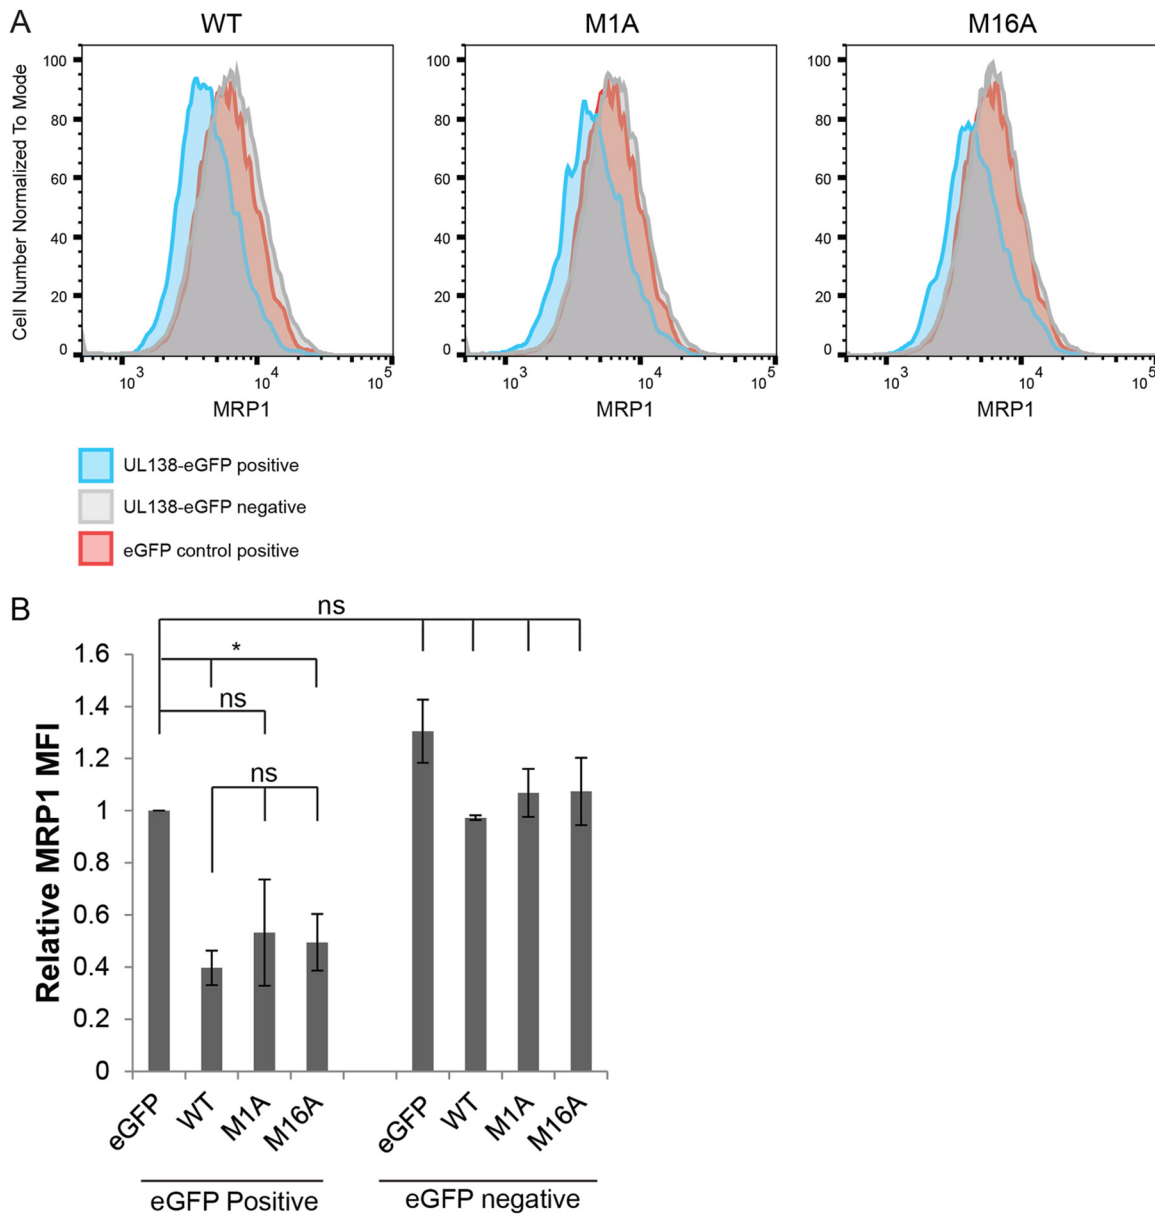 A
WT
M1A
M16A
Cell Number Normalized To Mode
100
80
60
40
20
0
10^3
10^4
10^5
MRP1
100
80
60
40
20
0
10^3
10^4
10^5
MRP1
100
80
60
40
20
0
10^3
10^4
10^5
MRP1
UL138-eGFP positive
UL138-eGFP negative
eGFP control positive
B
ns
*
ns
ns
Relative MRP1 MFI
1.6
1.4
1.2
1
0.8
0.6
0.4
0.2
0
eGFP
WT
M1A
M16A
eGFP
WT
M1A
M16A
eGFP Positive
eGFP negative